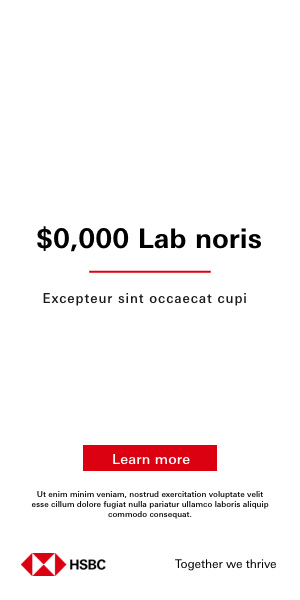 $0,000 Lab noris
Excepteur sint occaecat cupi
Learn more
Ut enim minim veniam, nostrud exercitation voluptate velit
esse cillum dolore fugiat nulla pariatur ullamco laboris aliquip
commodo consequat.
HSBC
Together we thrive